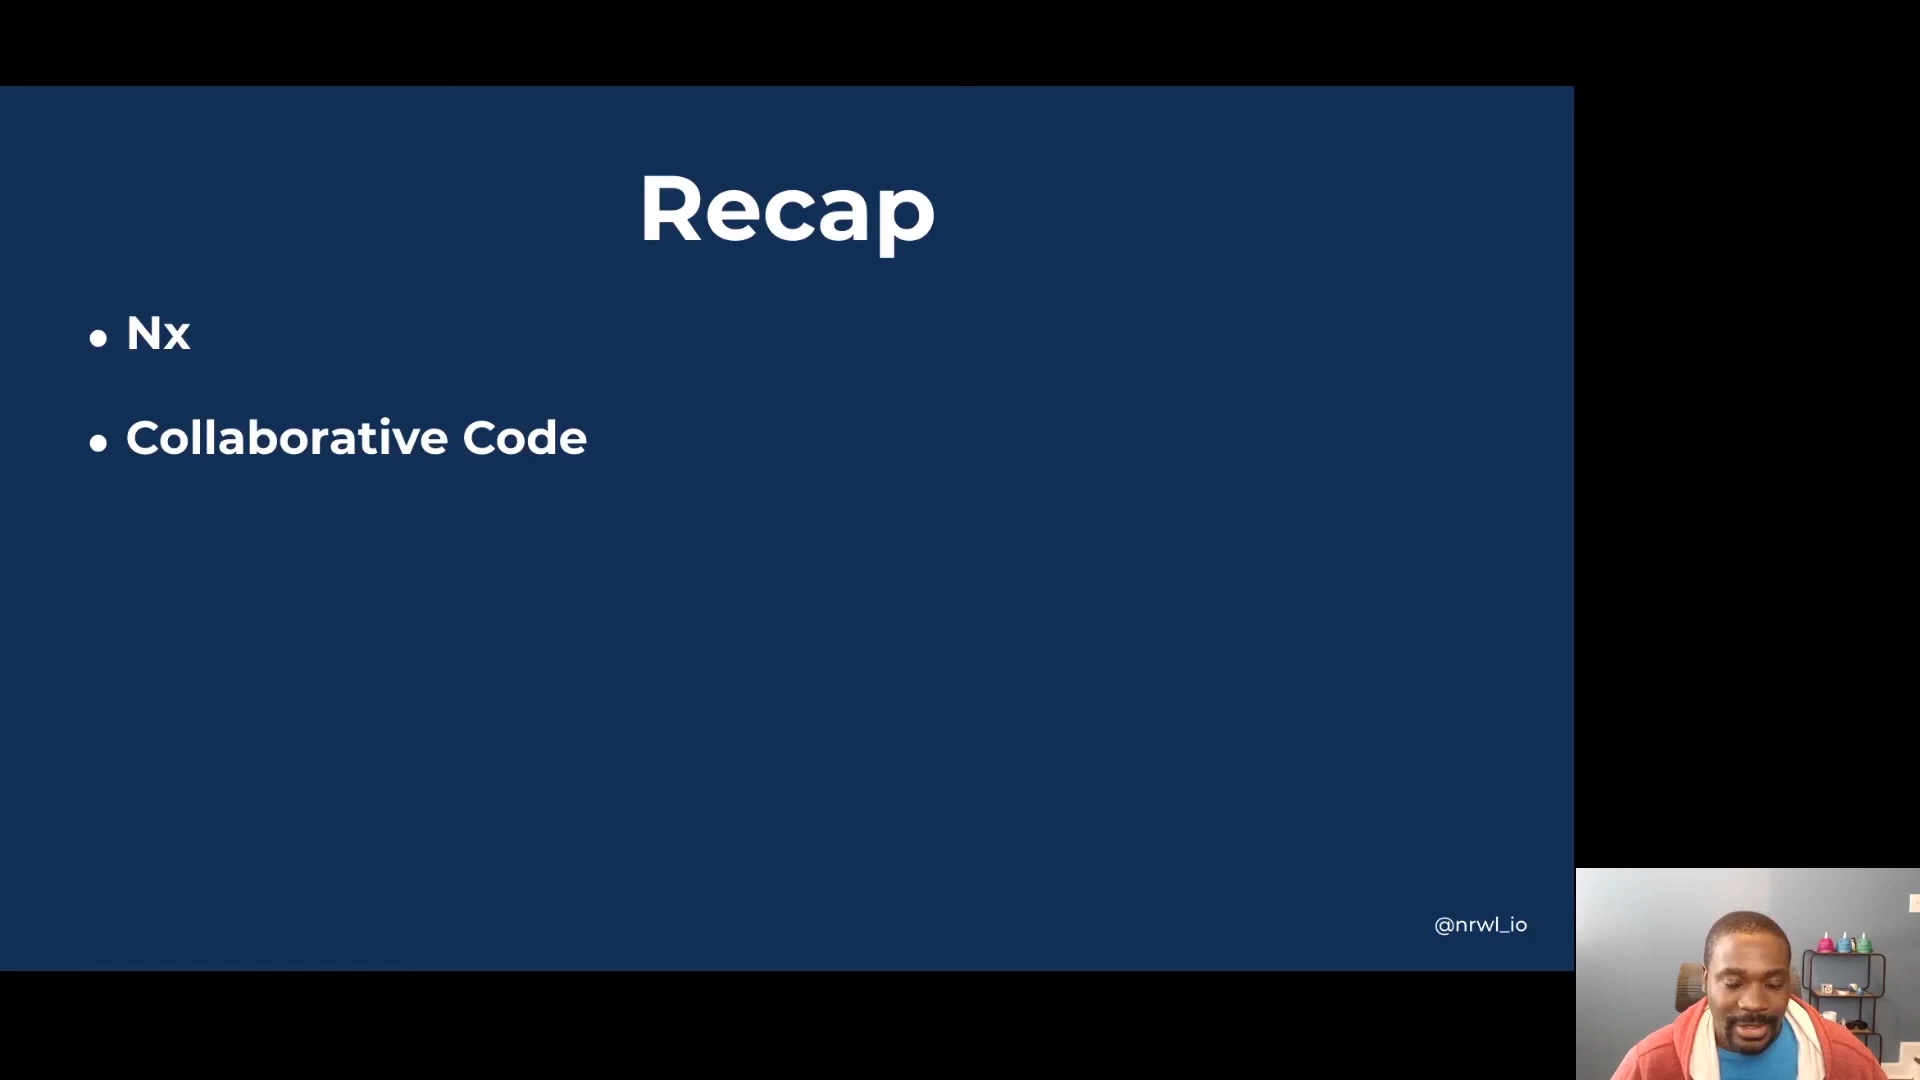 Recap
• Nx
• Collaborative Code
@nrwl_io